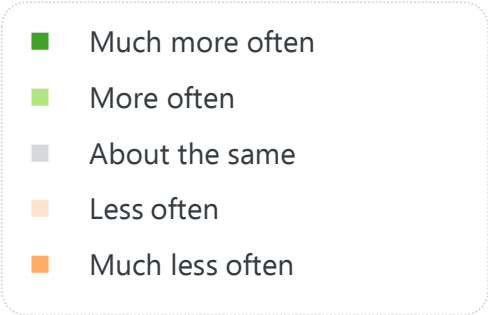 Much more often
More often
About the same
Less often
Much less often